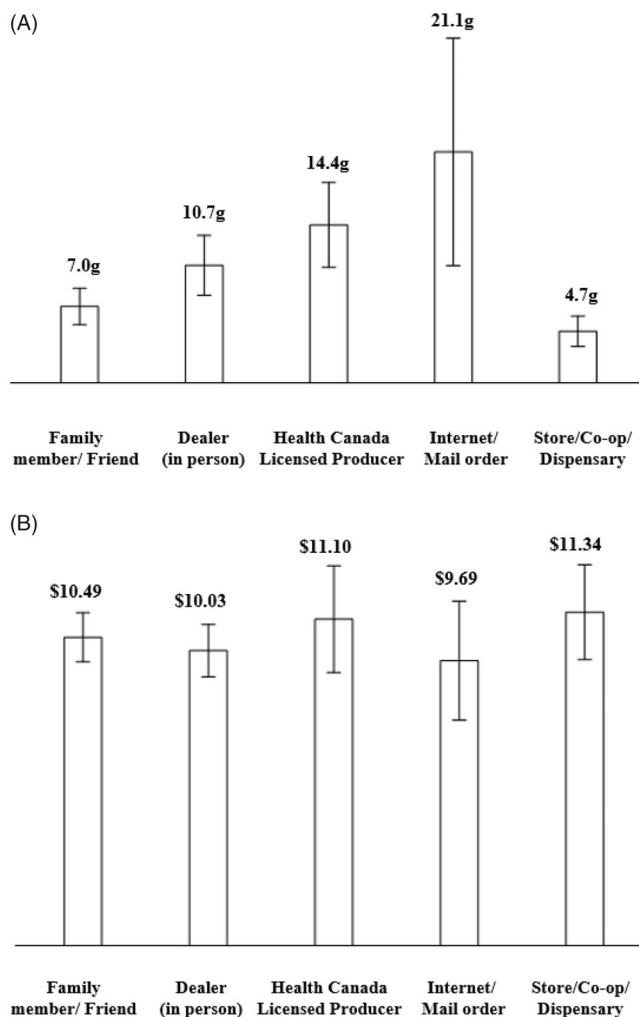 (A)
21.1g
14.4g
10.7g
7.0g
4.7g
Family Dealer Health Canada Internet/ Store/Co-op/
member/ Friend (in person) Licensed Producer Mail order Dispensary
(B)
$11.10 $11.34
$10.49 $10.03 $9.69
Family Dealer Health Canada Internet/ Store/Co-op/
member/ Friend (in person) Licensed Producer Mail order Dispensary